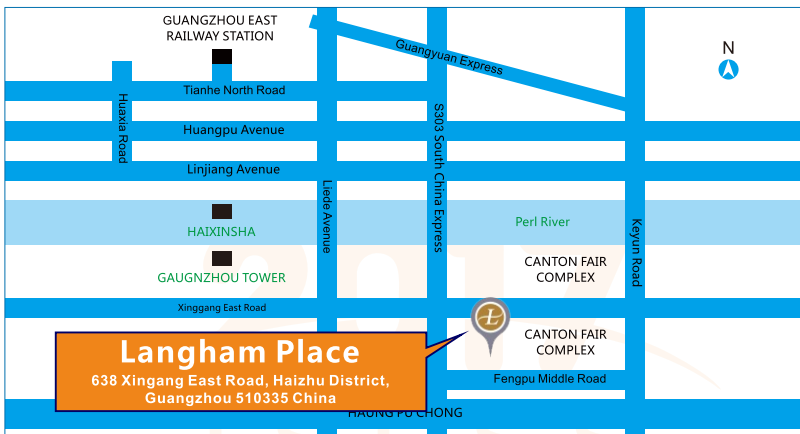 GUANGZHOU EAST
RAILWAY STATION
N
Guangyuan Express
Tianhe North Road
Huaxia Road
S303 South China Express
Huangpu Avenue
Linjiang Avenue
Liede Avenue
Keyun Road
HAIXINSHA
Perl River
GAUGNZHOU TOWER
CANTON FAIR
COMPLEX
Xinggang East Road
L
CANTON FAIR
COMPLEX
Langham Place
638 Xingang East Road, Haizhu District,
Guangzhou 510335 China
Fengpu Middle Road
HAUNG PU CHONG
2017